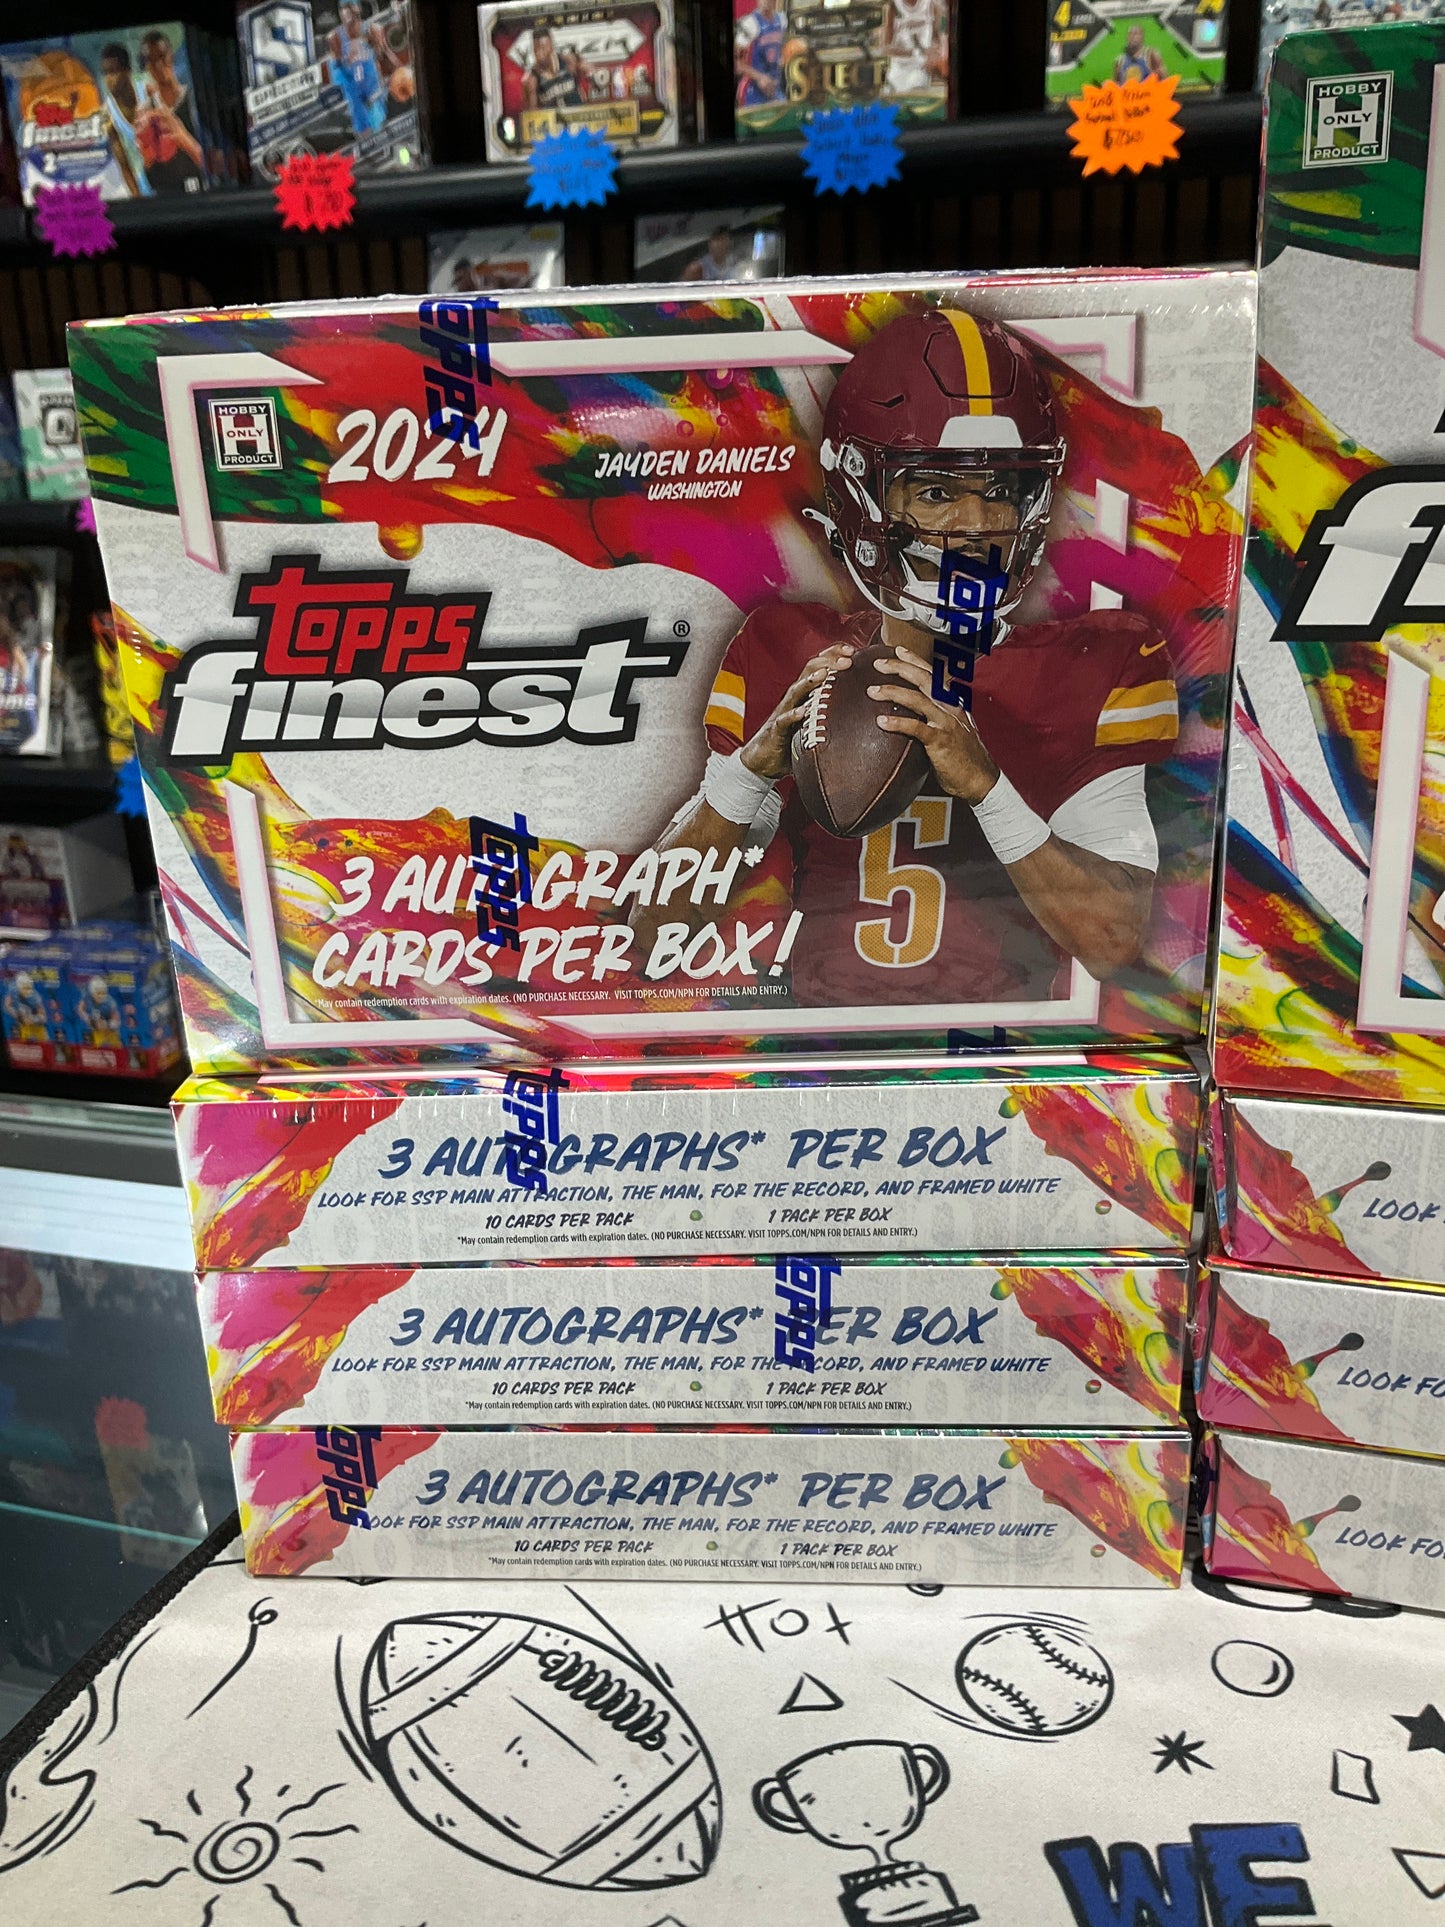 finest
2
SELECT
4
$70
$750
HOBBY
H
ONLY
PRODUCT
HOBBY
H
ONLY
PRODUCT
2024
JAYDEN DANIELS
WASHINGTON
topps
finest®
topps
topps
topps
5
3 AUTOGRAPH*
CARDS PER BOX!
*May contain redemption cards with expiration dates. (NO PURCHASE NECESSARY. VISIT TOPPS.COM/NPN FOR DETAILS AND ENTRY.)
topps
3 AUTOGRAPHS* PER BOX
LOOK FOR SSP MAIN ATTRACTION, THE MAN, FOR THE RECORD, AND FRAMED WHITE
10 CARDS PER PACK
1 PACK PER BOX
*May contain redemption cards with expiration dates. (NO PURCHASE NECESSARY. VISIT TOPPS.COM/NPN FOR DETAILS AND ENTRY.)
LOOK
topps
3 AUTOGRAPHS* PER BOX
LOOK FOR SSP MAIN ATTRACTION, THE MAN, FOR THE RECORD, AND FRAMED WHITE
10 CARDS PER PACK
1 PACK PER BOX
*May contain redemption cards with expiration dates. (NO PURCHASE NECESSARY. VISIT TOPPS.COM/NPN FOR DETAILS AND ENTRY.)
LOOK FO
topps
3 AUTOGRAPHS* PER BOX
LOOK FOR SSP MAIN ATTRACTION, THE MAN, FOR THE RECORD, AND FRAMED WHITE
10 CARDS PER PACK
1 PACK PER BOX
*May contain redemption cards with expiration dates. (NO PURCHASE NECESSARY. VISIT TOPPS.COM/NPN FOR DETAILS AND ENTRY.)
LOOK FO
WE